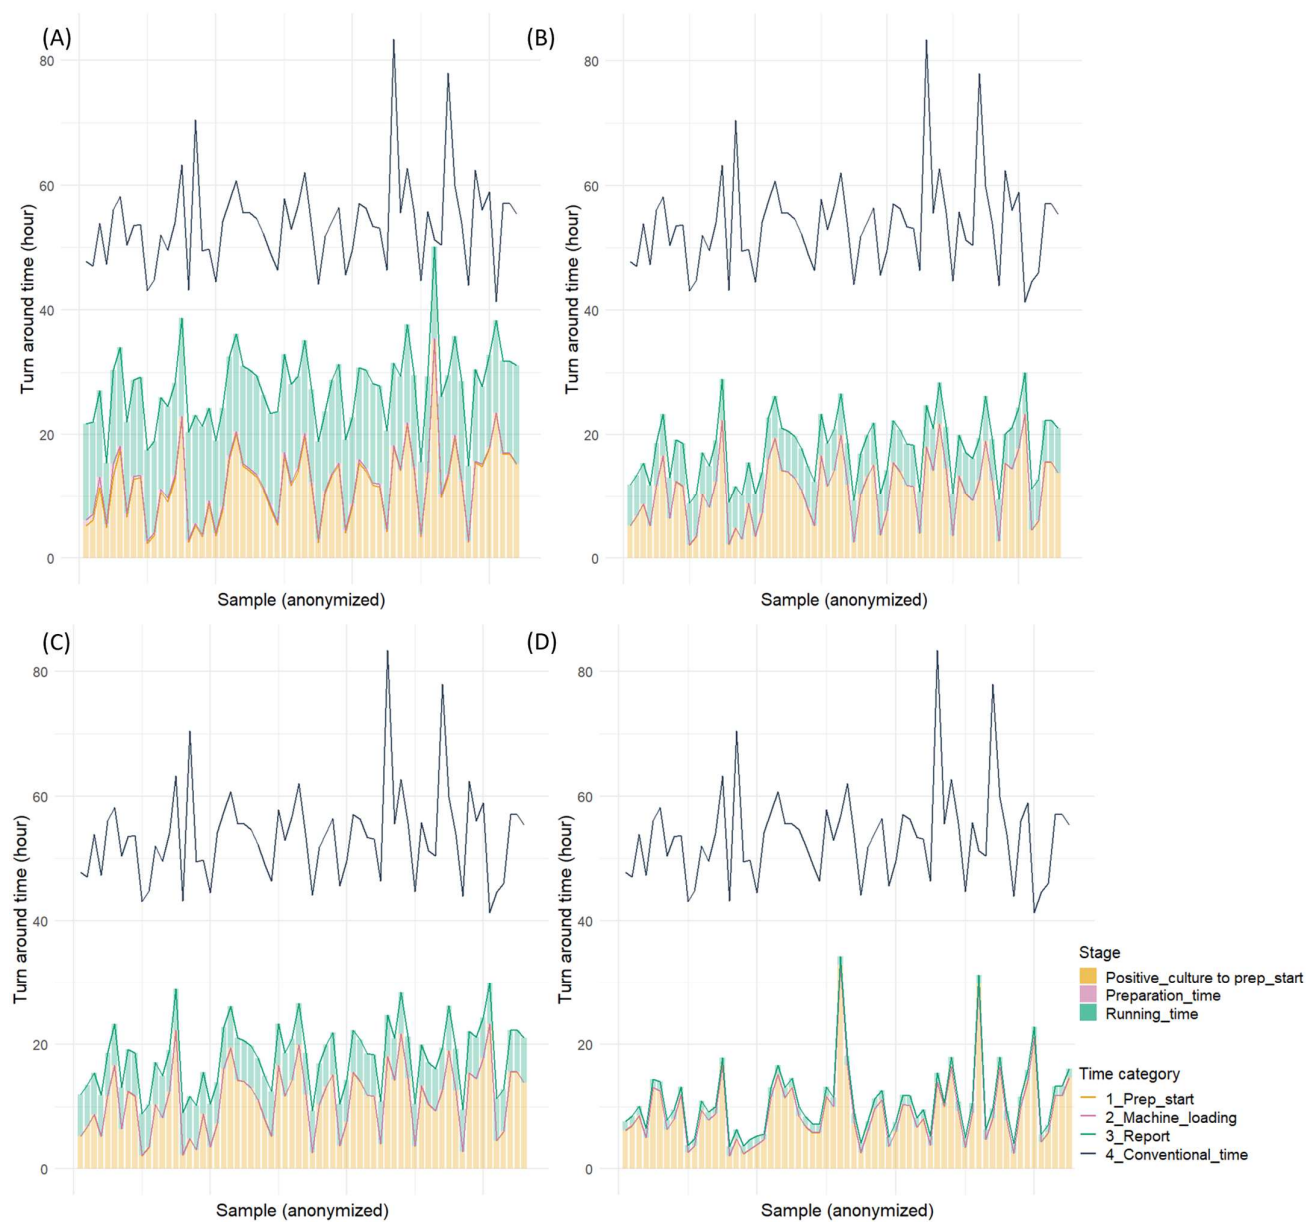 (A)
80
60
40
20
0
Turn around time (hour)
Sample (anonymized)
(B)
80
60
40
20
0
Turn around time (hour)
Sample (anonymized)
(C)
80
60
40
20
0
Turn around time (hour)
Sample (anonymized)
(D)
80
60
40
20
0
Turn around time (hour)
Sample (anonymized)
Stage
Positive_culture to prep_start
Preparation_time
Running_time
Time category
1_Prep_start
2_Machine_loading
3_Report
4_Conventional_time